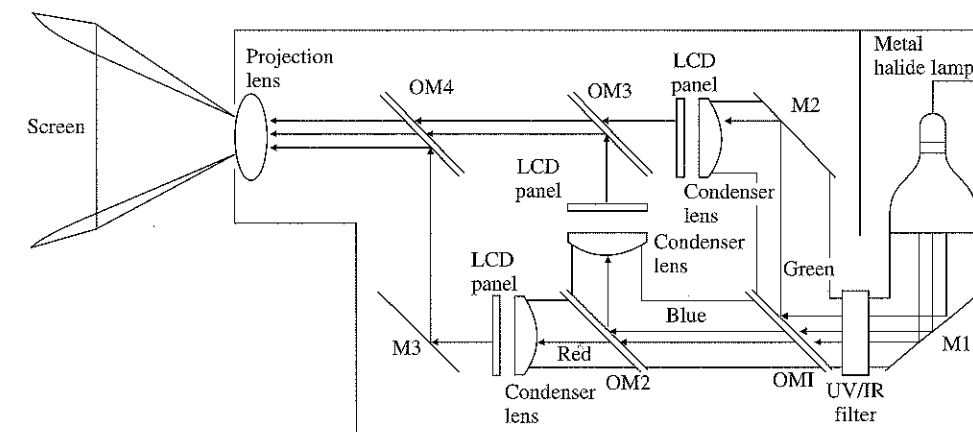 Metal
halide lamp
LCD
panel
Projection
lens
OM4
OM3
M2
Screen
LCD
panel
Condenser
lens
Condenser
lens
LCD
panel
Green
Blue
M3
Red
M1
OM2
OM1
Condenser
lens
UV/IR
filter